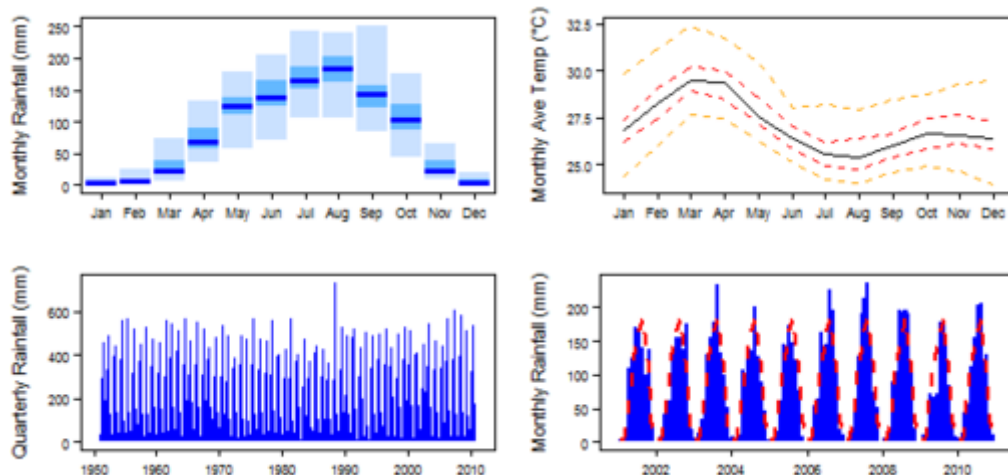 Monthly Rainfall (mm)
250
200
150
100
50
0
Jan Feb Mar Apr May Jun Jul Aug Sep Oct Nov Dec
Monthly Ave Temp (°C)
32.5
30.0
27.5
25.0
Jan Feb Mar Apr May Jun Jul Aug Sep Oct Nov Dec
Quarterly Rainfall (mm)
600
400
200
0
1950 1960 1970 1980 1990 2000 2010
Monthly Rainfall (mm)
200
150
100
50
0
2002 2004 2006 2008 2010